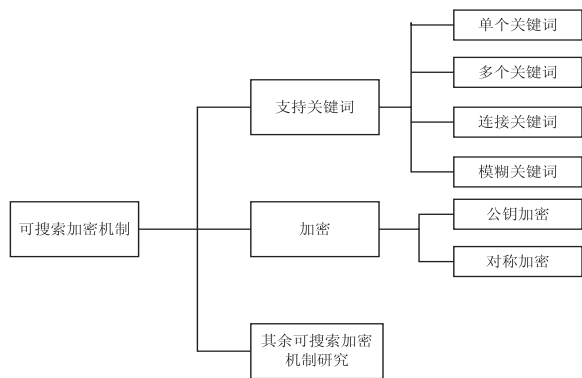 单个关键词
多个关键词
支持关键词
连接关键词
模糊关键词
可搜索加密机制
加密
公钥加密
对称加密
其余可搜索加密
机制研究